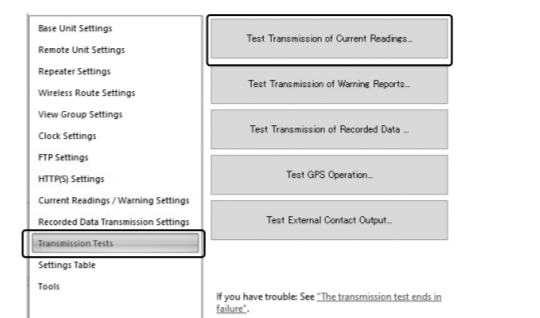 Base Unit Settings
Remote Unit Settings
Repeater Settings
Wireless Route Settings
View Group Settings
Clock Settings
FTP Settings
HTTP(S) Settings
Current Readings / Warning Settings
Recorded Data Transmission Settings
Transmission Tests
Settings Table
Tools
Test Transmission of Current Readings...
Test Transmission of Warning Reports...
Test Transmission of Recorded Data ...
Test GPS Operation...
Test External Contact Output...
If you have trouble: See "The transmission test ends in
failure".